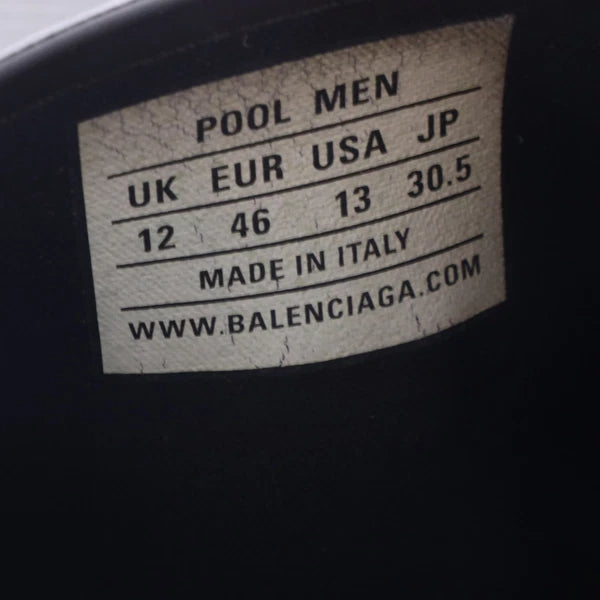 POOL MEN
UK EUR USA JP
12 46 13 30.5
MADE IN ITALY
WWW.BALENCIAGA.COM